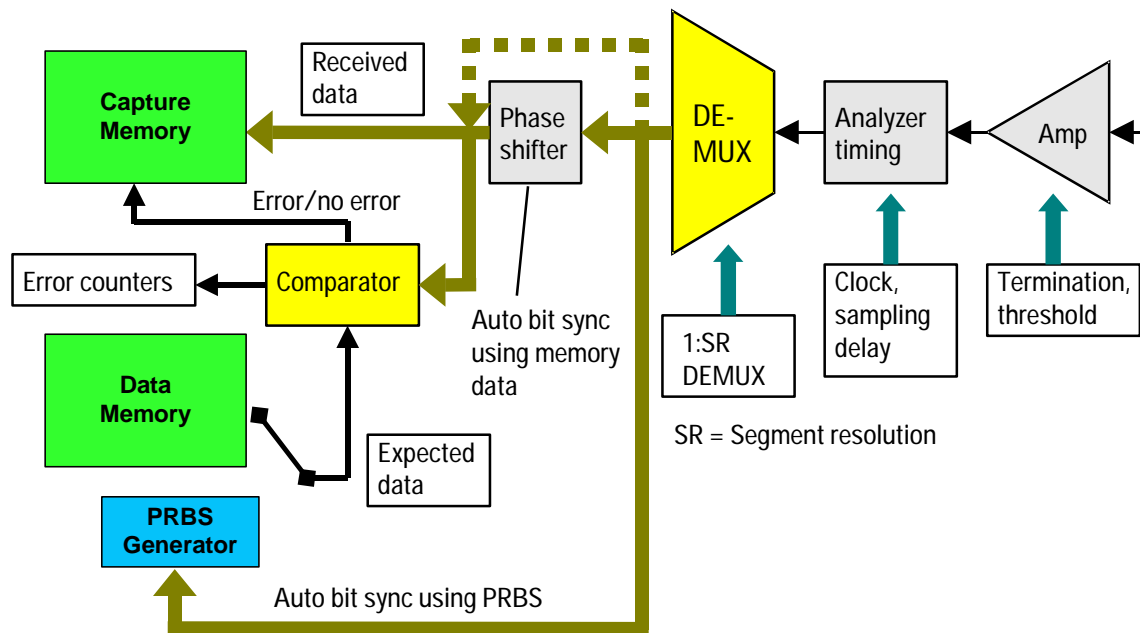 Capture
Memory
Received
data
Phase
shifter
DE-
MUX
Analyzer
timing
Amp
Error/no error
Error counters
Comparator
Auto bit sync
using memory
data
1:SR
DEMUX
Clock,
sampling
delay
Termination,
threshold
Data
Memory
Expected
data
SR = Segment resolution
PRBS
Generator
Auto bit sync using PRBS